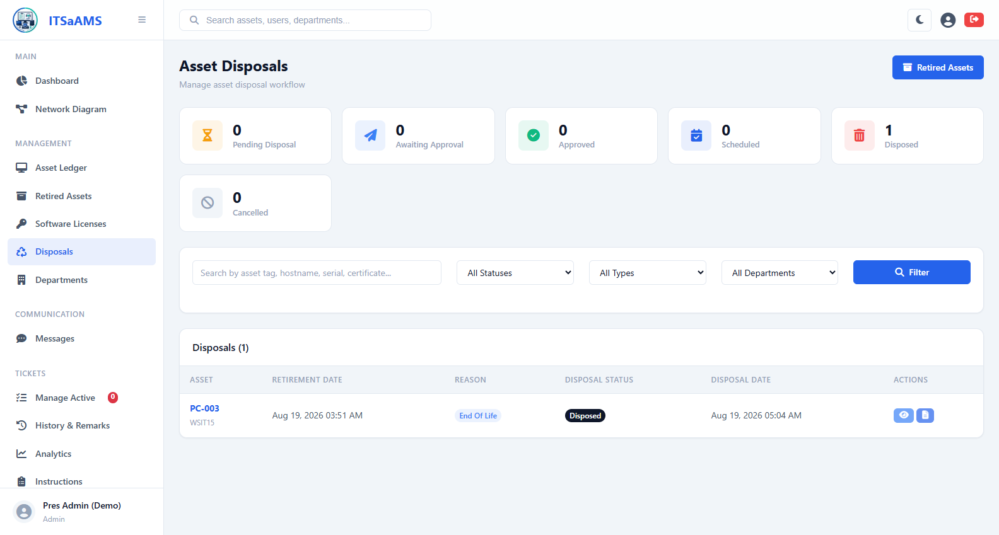 ITSaAMS
Search assets, users, departments...
MAIN
Dashboard
Network Diagram
MANAGEMENT
Asset Ledger
Retired Assets
Software Licenses
Disposals
Departments
COMMUNICATION
Messages
TICKETS
Manage Active 0
History & Remarks
Analytics
Instructions
Pres Admin (Demo)
Admin
Asset Disposals
Manage asset disposal workflow
Retired Assets
0
Pending Disposal
0
Awaiting Approval
0
Approved
0
Scheduled
1
Disposed
0
Cancelled
Search by asset tag, hostname, serial, certificate...
All Statuses
All Types
All Departments
Filter
Disposals (1)
ASSET RETIREMENT DATE REASON DISPOSAL STATUS DISPOSAL DATE ACTIONS
PC-003
WSIT15
Aug 19, 2026 03:51 AM
End Of Life
Disposed
Aug 19, 2026 05:04 AM